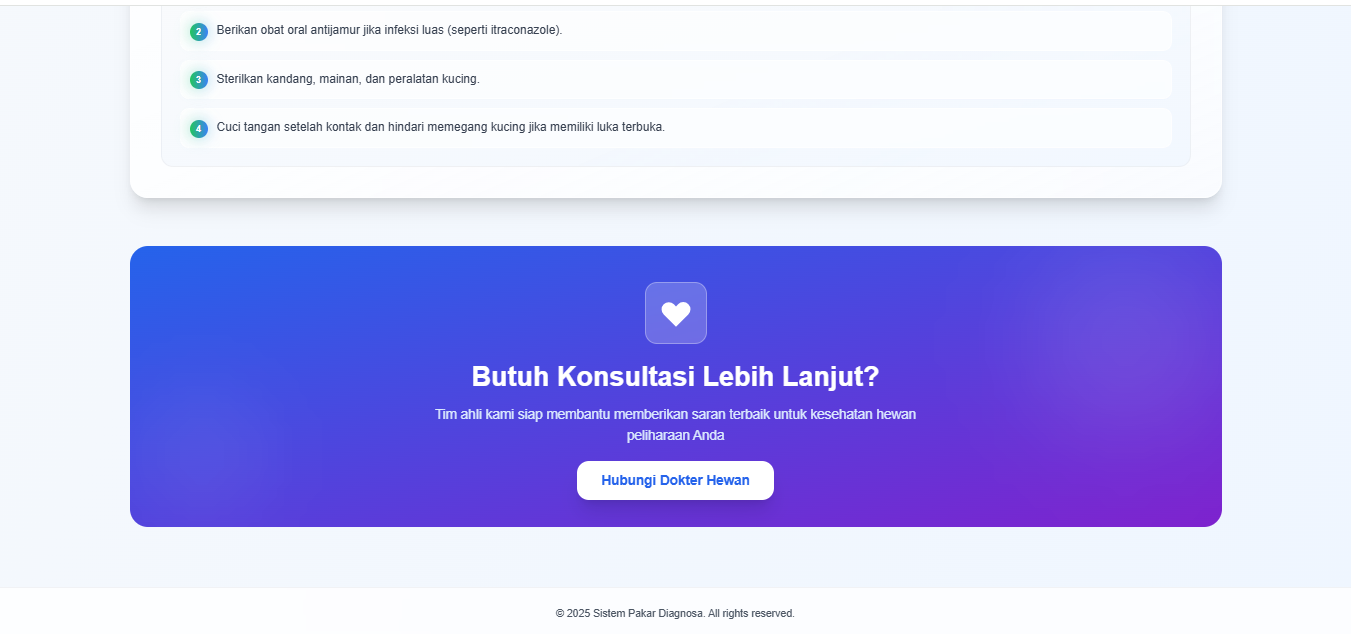 2 Berikan obat oral antijamur jika infeksi luas (seperti itraconazole).
3 Sterilkan kandang, mainan, dan peralatan kucing.
4 Cuci tangan setelah kontak dan hindari memegang kucing jika memiliki luka terbuka.
Butuh Konsultasi Lebih Lanjut?
Tim ahli kami siap membantu memberikan saran terbaik untuk kesehatan hewan
peliharaan Anda
Hubungi Dokter Hewan
© 2025 Sistem Pakar Diagnosa. All rights reserved.